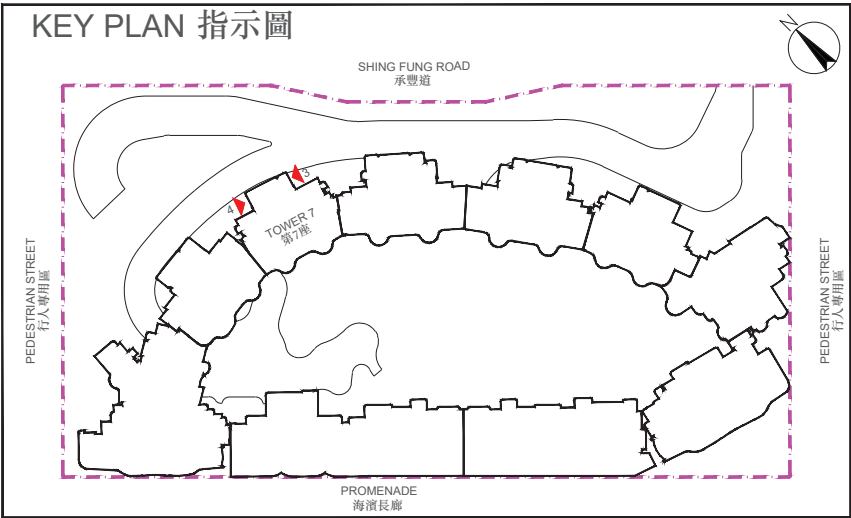 KEY PLAN 指示圖
N
SHING FUNG ROAD
承豐道
3
4
TOWER 7
第7座
PEDESTRIAN STREET
行人專用區
PEDESTRIAN STREET
行人專用區
PROMENADE
海濱長廊